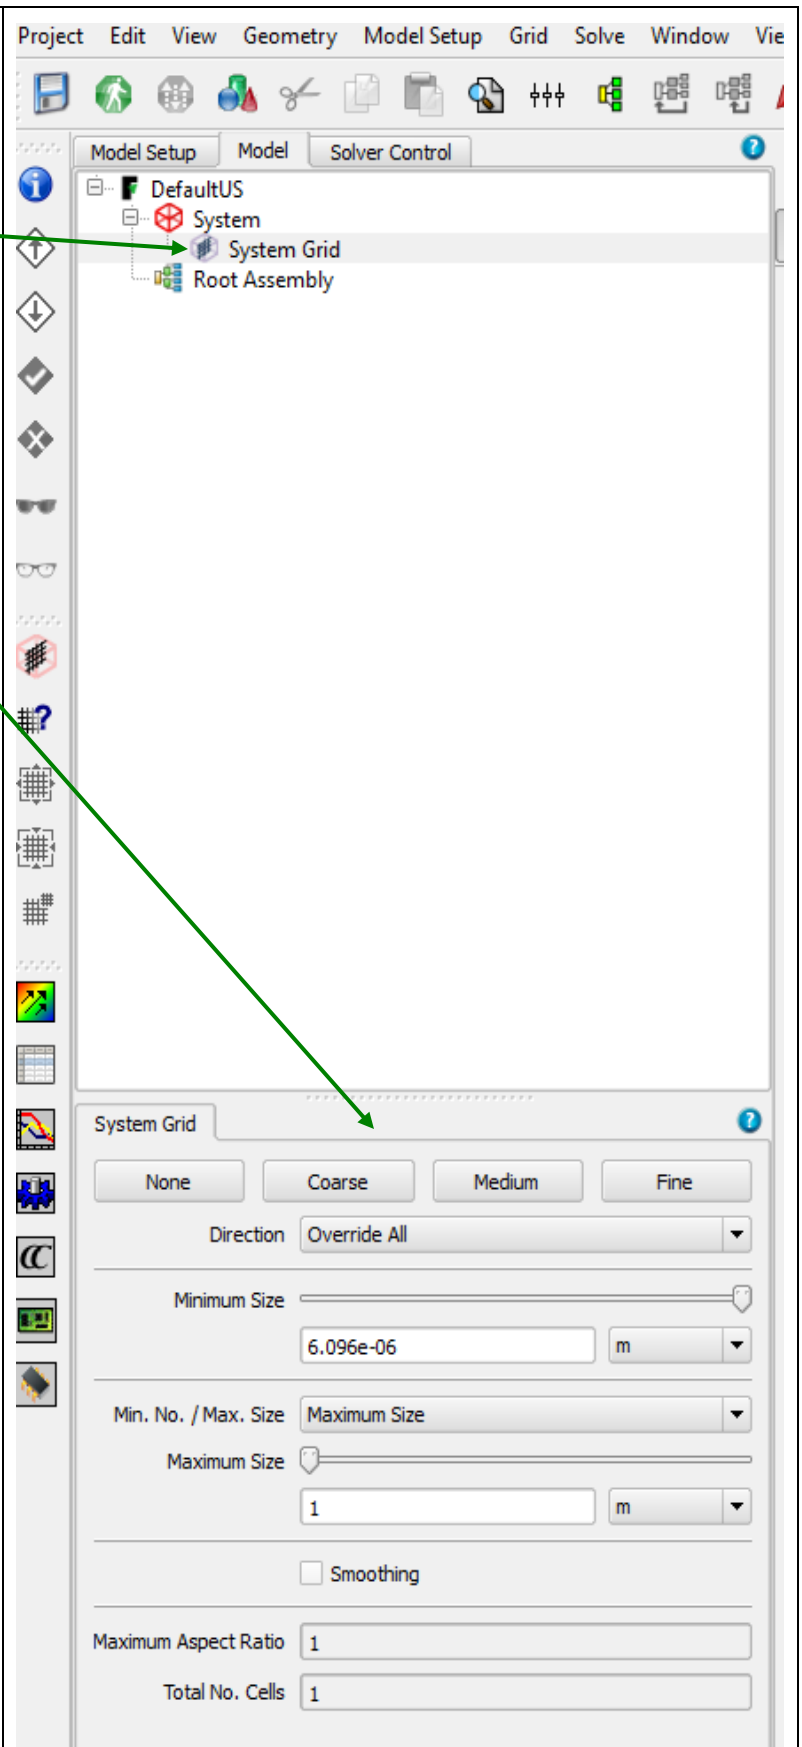 Project Edit View Geometry Model Setup Grid Solve Window Vie
Model Setup Model Solver Control
DefaultUS
System
System Grid
Root Assembly
System Grid
None Coarse Medium Fine
Direction Override All
Minimum Size
6.096e-06 m
Min. No. / Max. Size Maximum Size
Maximum Size
1 m
Smoothing
Maximum Aspect Ratio 1
Total No. Cells 1